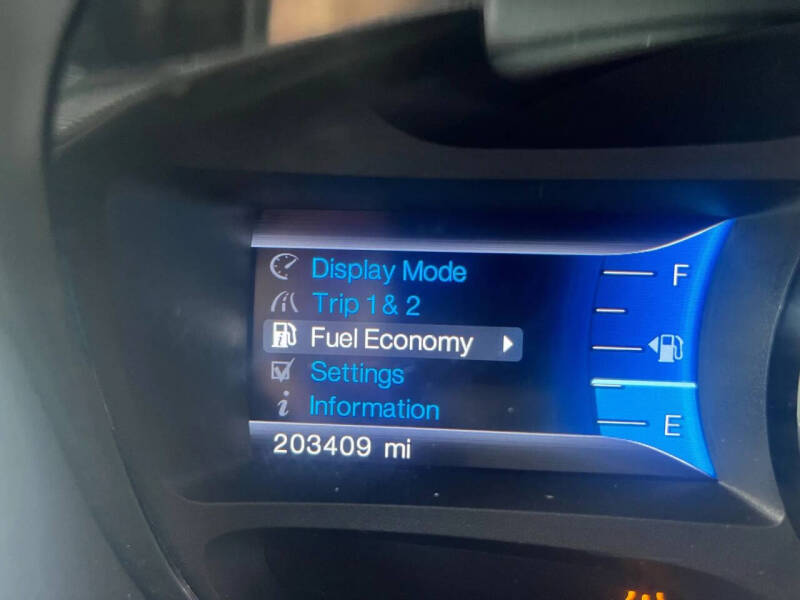 Display Mode
Trip 1 & 2
Fuel Economy
Settings
Information
203409 mi
F
E